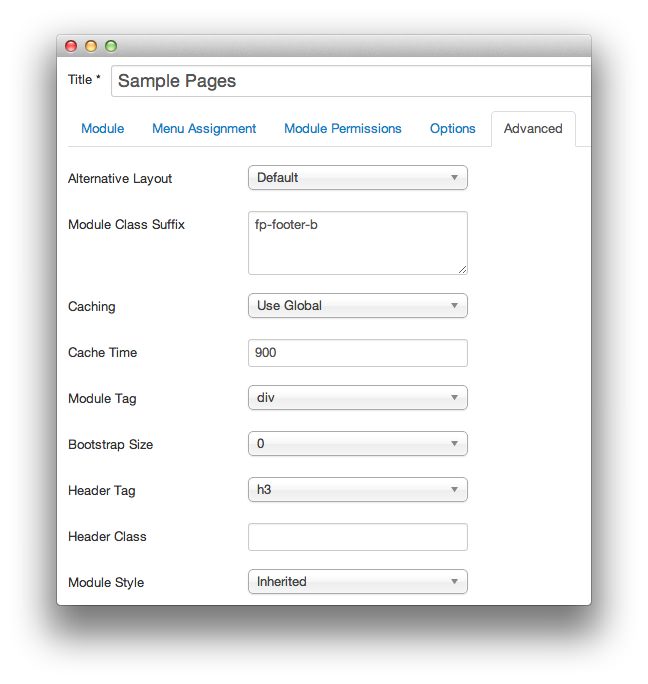 Title * Sample Pages
Module Menu Assignment Module Permissions Options Advanced
Alternative Layout Default
Module Class Suffix fp-footer-b
Caching Use Global
Cache Time 900
Module Tag div
Bootstrap Size 0
Header Tag h3
Header Class
Module Style Inherited